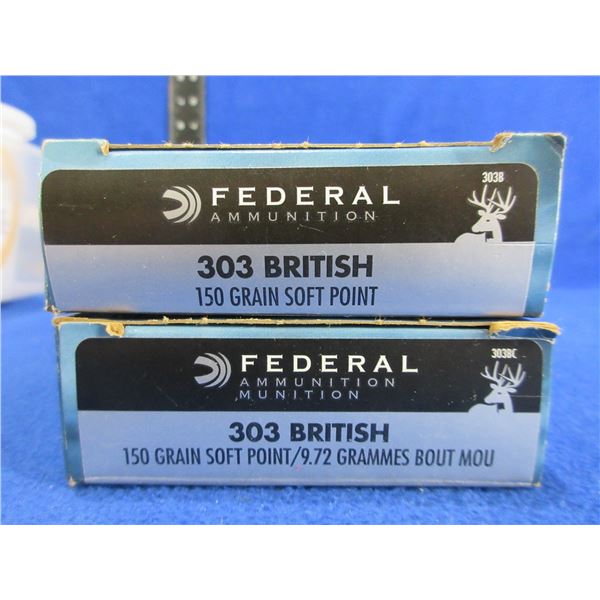 303B
FEDERAL
AMMUNITION
303 BRITISH
150 GRAIN SOFT POINT
303BC
FEDERAL
AMMUNITION
MUNITION
303 BRITISH
150 GRAIN SOFT POINT/9.72 GRAMMES BOUT MOU